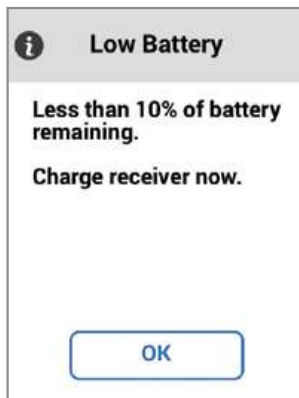 Low Battery
Less than 10% of battery
remaining.
Charge receiver now.
OK